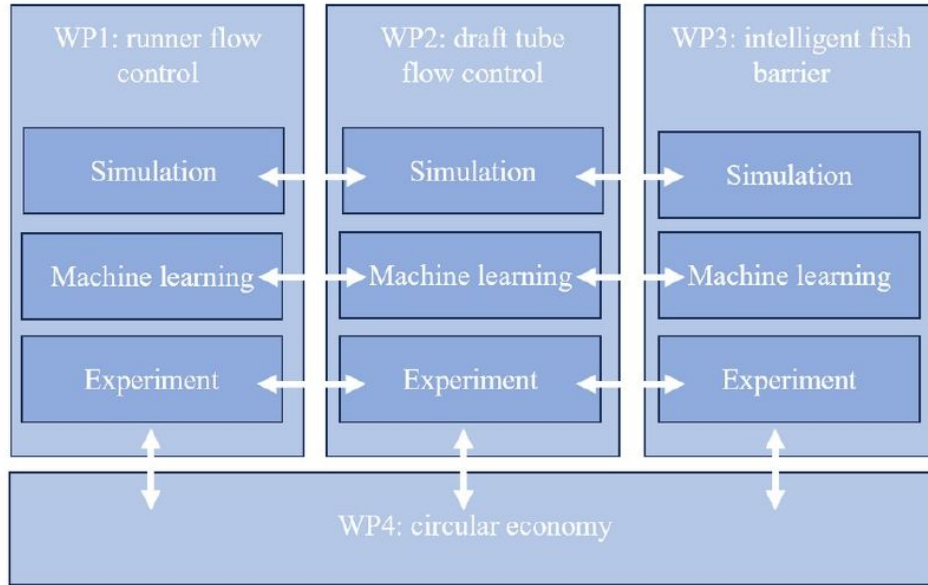 WP1: runner flow
control
Simulation
Machine learning
Experiment
WP2: draft tube
flow control
Simulation
Machine learning
Experiment
WP3: intelligent fish
barrier
Simulation
Machine learning
Experiment
WP4: circular economy